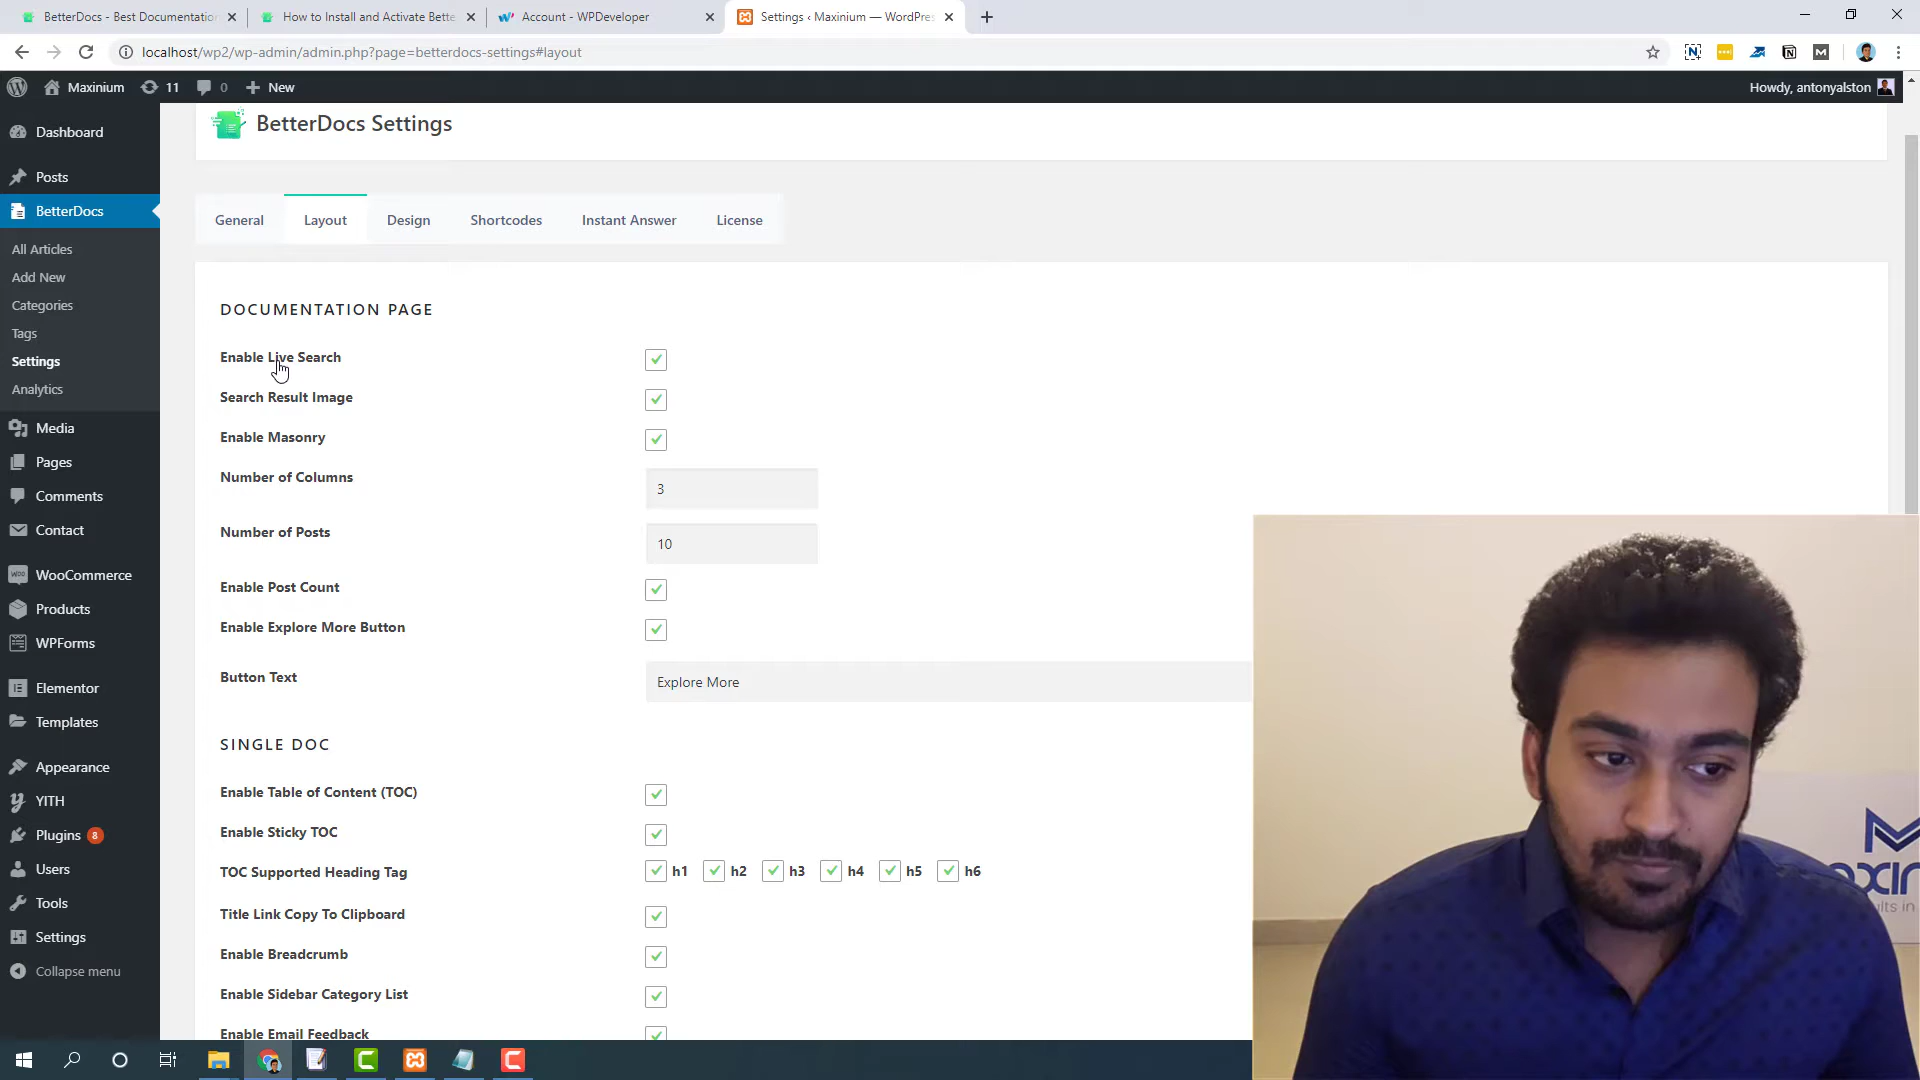 BetterDocs - Best Documentation
How to Install and Activate Bette
Account - WPDeveloper
Settings ‹ Maxinium — WordPres
localhost/wp2/wp-admin/admin.php?page=betterdocs-settings#layout
Maxinium
11
0
New
Howdy, antonyalston
Dashboard
Posts
BetterDocs
All Articles
Add New
Categories
Tags
Settings
Analytics
Media
Pages
Comments
Contact
WooCommerce
Products
WPForms
Elementor
Templates
Appearance
YITH
Plugins 8
Users
Tools
Settings
Collapse menu
BetterDocs Settings
General
Layout
Design
Shortcodes
Instant Answer
License
DOCUMENTATION PAGE
Enable Live Search
Search Result Image
Enable Masonry
Number of Columns
3
Number of Posts
10
Enable Post Count
Enable Explore More Button
Button Text
Explore More
SINGLE DOC
Enable Table of Content (TOC)
Enable Sticky TOC
TOC Supported Heading Tag
h1 h2 h3 h4 h5 h6
Title Link Copy To Clipboard
Enable Breadcrumb
Enable Sidebar Category List
Enable Email Feedback